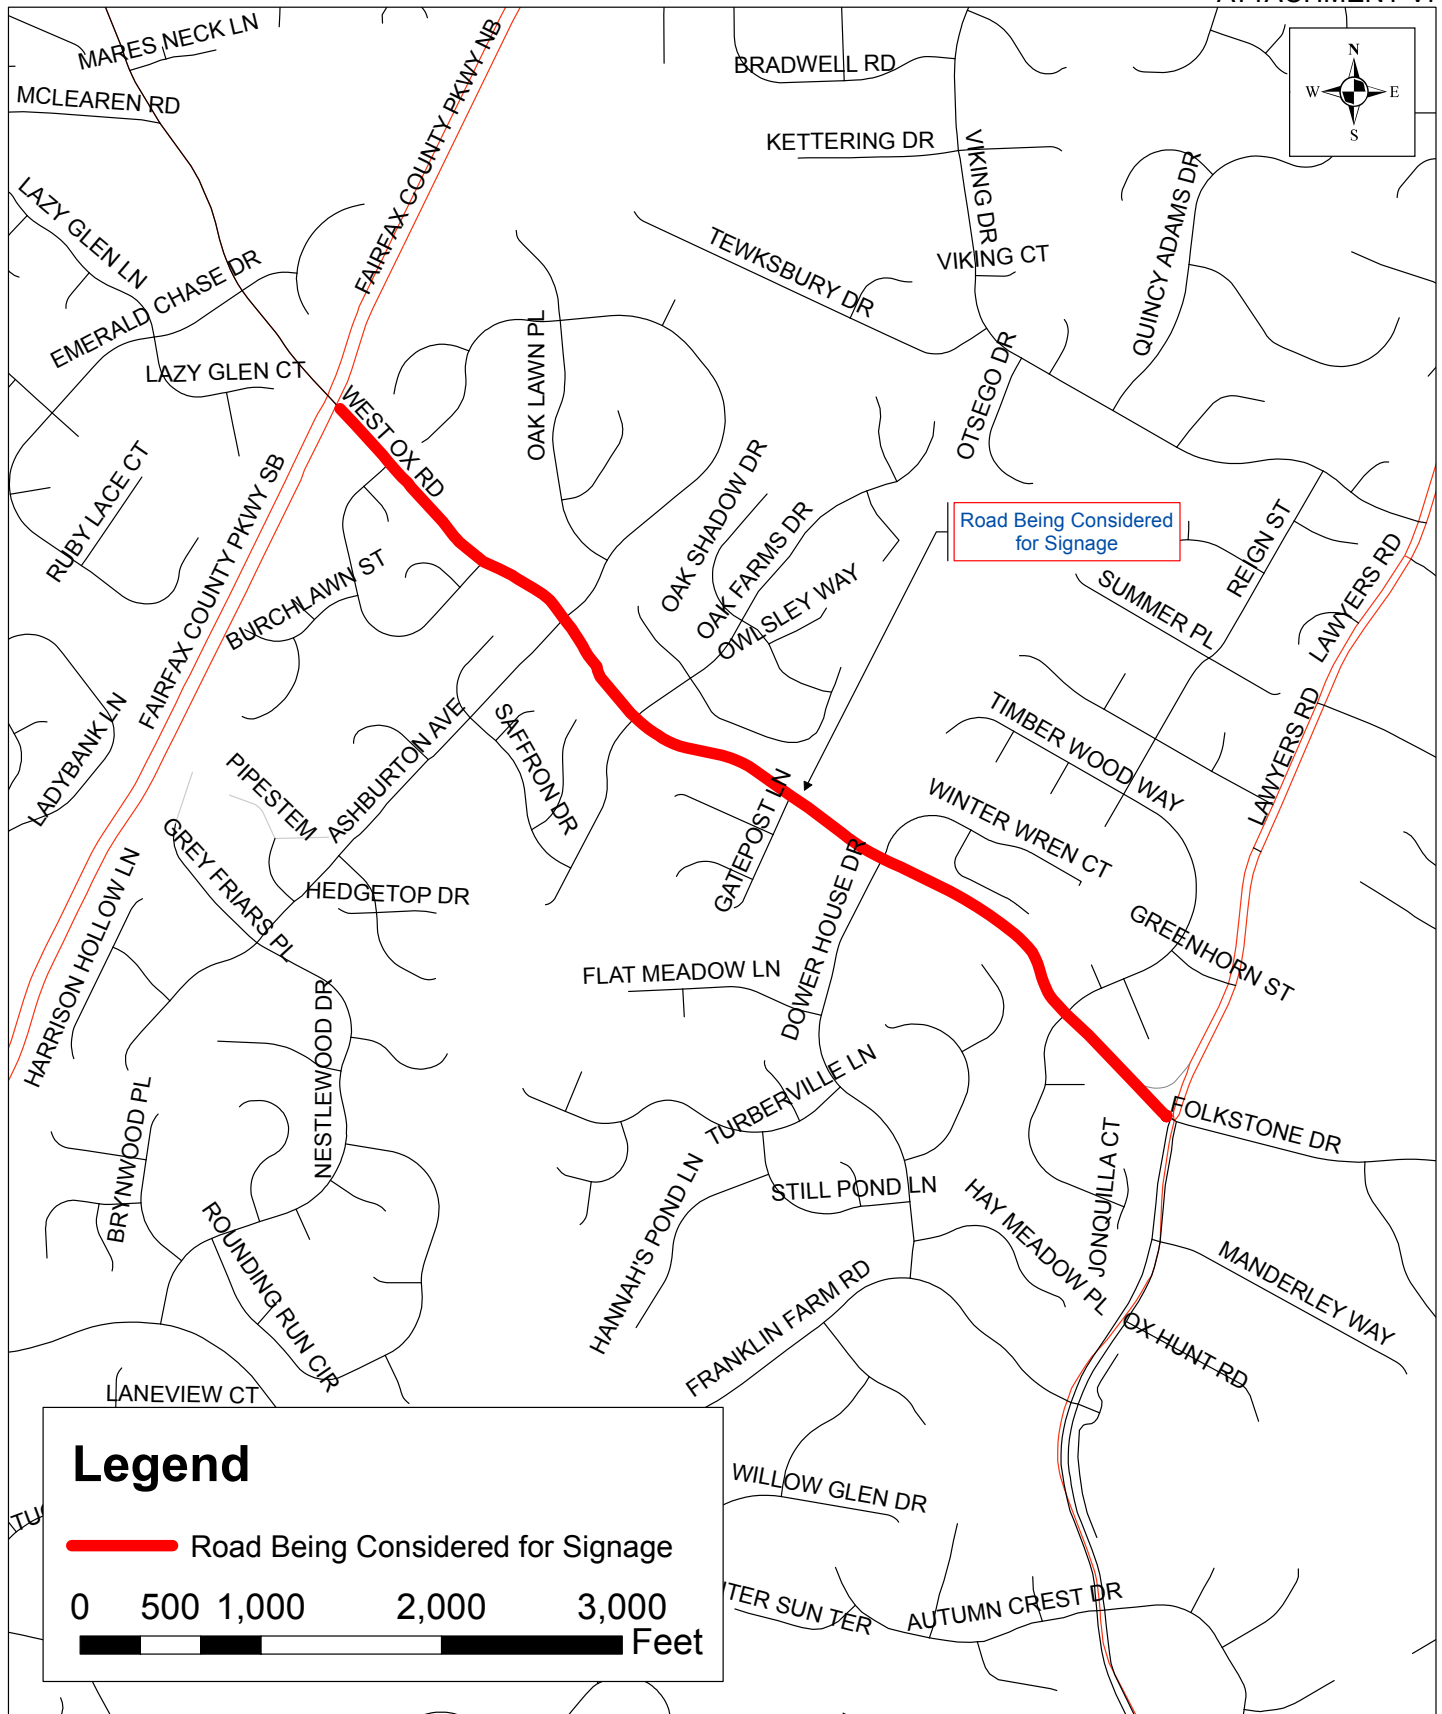 MARES NECK LN
MCLEAREN RD
FAIRFAX COUNTY PKWY NB
BRADWELL RD
KETTERING DR
VIKING DR
VIKING CT
QUINCY ADAMS DR
N
W
E
S
LAZY GLEN LN
EMERALD CHASE DR
LAZY GLEN CT
TEWKSBURY DR
OTSEGO DR
OAK LAWN PL
WEST OX RD
RUBY LACE CT
FAIRFAX COUNTY PKWY SB
BURCHLAWN ST
OAK SHADOW DR
OAK FARMS DR
OWLSLEY WAY
Road Being Considered
for Signage
REIGN ST
SUMMER PL
LAWYERS RD
LAWYERS RD
TIMBER WOOD WAY
WINTER WREN CT
GREENHORN ST
LADYBANK LN
PIPESTEM
ASHBURTON AVE
SAFFRON DR
GATEPOST LN
DOWER HOUSE DR
GREY FRIARS PL
HEDGETOP DR
HARRISON HOLLOW LN
FLAT MEADOW LN
NESTLEWOOD DR
TURBERVILLE LN
BRYNWOOD PL
FOLKSTONE DR
JONQUILLA CT
STILL POND LN
HANNAH'S POND LN
HAY MEADOW PL
MANDERLEY WAY
OX HUNT RD
ROUNDING RUN CIR
FRANKLIN FARM RD
LANEVIEW CT
WILLOW GLEN DR
AUTUMN CREST DR
SUN TER
Legend
Road Being Considered for Signage
0 500 1,000 2,000 3,000
Feet